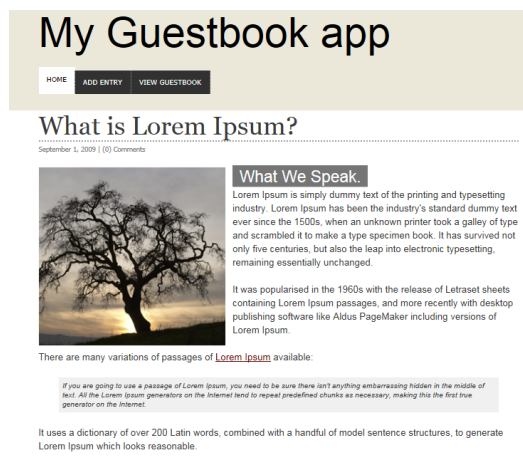 My Guestbook app
HOME ADD ENTRY VIEW GUESTBOOK
What is Lorem Ipsum?
September 1, 2009 | (0) Comments
What We Speak.
Lorem Ipsum is simply dummy text of the printing and typesetting
industry. Lorem Ipsum has been the industry's standard dummy text
ever since the 1500s, when an unknown printer took a galley of type
and scrambled it to make a type specimen book. It has survived not
only five centuries, but also the leap into electronic typesetting,
remaining essentially unchanged.
It was popularised in the 1960s with the release of Letraset sheets
containing Lorem Ipsum passages, and more recently with desktop
publishing software like Aldus PageMaker including versions of
Lorem Ipsum.
There are many variations of passages of Lorem Ipsum available:
If you are going to use a passage of Lorem Ipsum, you need to be sure there isn't anything embarrassing hidden in the middle of
text. All the Lorem Ipsum generators on the Internet tend to repeat predefined chunks as necessary, making this the first true
generator on the Internet.
It uses a dictionary of over 200 Latin words, combined with a handful of model sentence structures, to generate
Lorem Ipsum which looks reasonable.